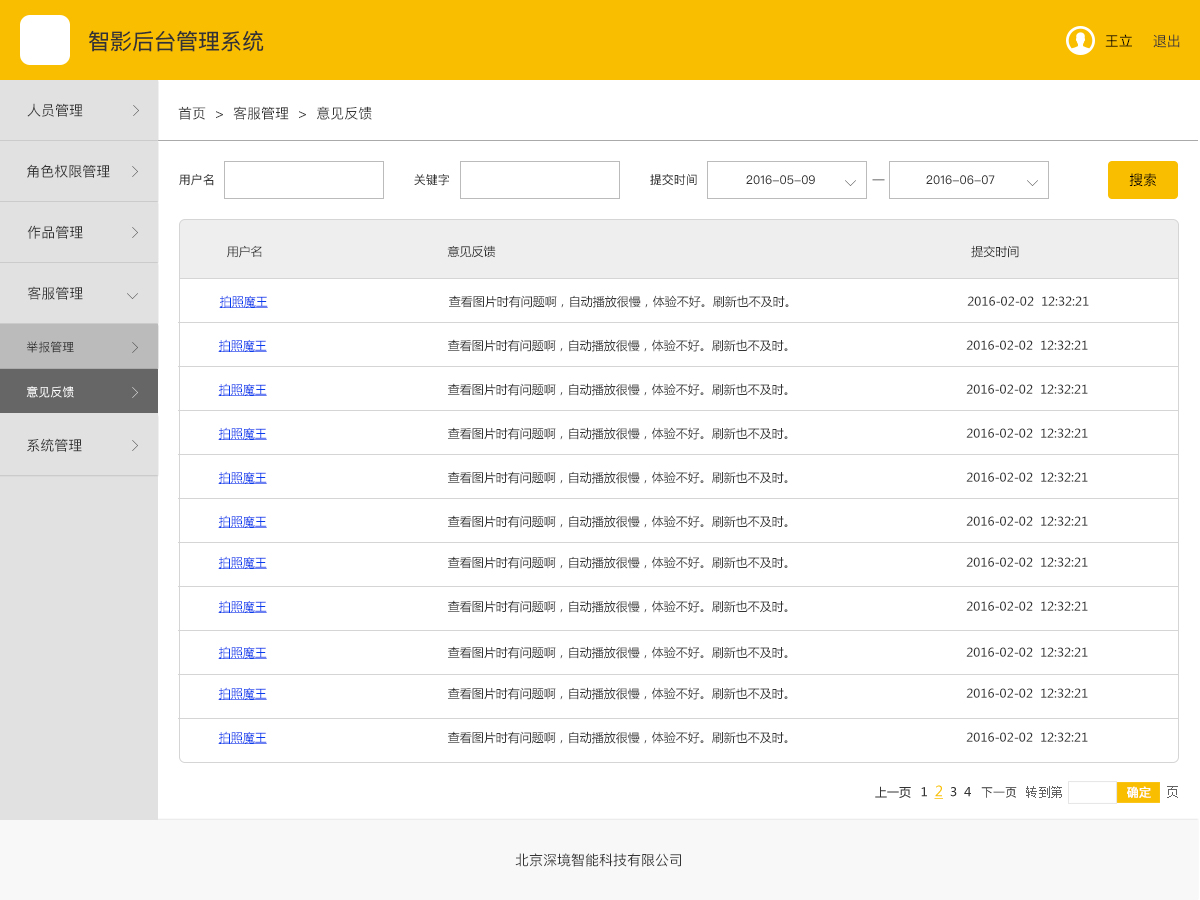 智影后台管理系统
王立 退出
人员管理
角色权限管理
作品管理
客服管理
举报管理
意见反馈
系统管理
首页 > 客服管理 > 意见反馈
用户名 关键字 提交时间 2016-05-09 — 2016-06-07 搜索
用户名 意见反馈 提交时间
拍照魔王 查看图片时有问题啊，自动播放很慢，体验不好。刷新也不及时。 2016-02-02 12:32:21
拍照魔王 查看图片时有问题啊，自动播放很慢，体验不好。刷新也不及时。 2016-02-02 12:32:21
拍照魔王 查看图片时有问题啊，自动播放很慢，体验不好。刷新也不及时。 2016-02-02 12:32:21
拍照魔王 查看图片时有问题啊，自动播放很慢，体验不好。刷新也不及时。 2016-02-02 12:32:21
拍照魔王 查看图片时有问题啊，自动播放很慢，体验不好。刷新也不及时。 2016-02-02 12:32:21
拍照魔王 查看图片时有问题啊，自动播放很慢，体验不好。刷新也不及时。 2016-02-02 12:32:21
拍照魔王 查看图片时有问题啊，自动播放很慢，体验不好。刷新也不及时。 2016-02-02 12:32:21
拍照魔王 查看图片时有问题啊，自动播放很慢，体验不好。刷新也不及时。 2016-02-02 12:32:21
拍照魔王 查看图片时有问题啊，自动播放很慢，体验不好。刷新也不及时。 2016-02-02 12:32:21
拍照魔王 查看图片时有问题啊，自动播放很慢，体验不好。刷新也不及时。 2016-02-02 12:32:21
拍照魔王 查看图片时有问题啊，自动播放很慢，体验不好。刷新也不及时。 2016-02-02 12:32:21
上一页 1 2 3 4 下一页 转到第 确定 页
北京深境智能科技有限公司